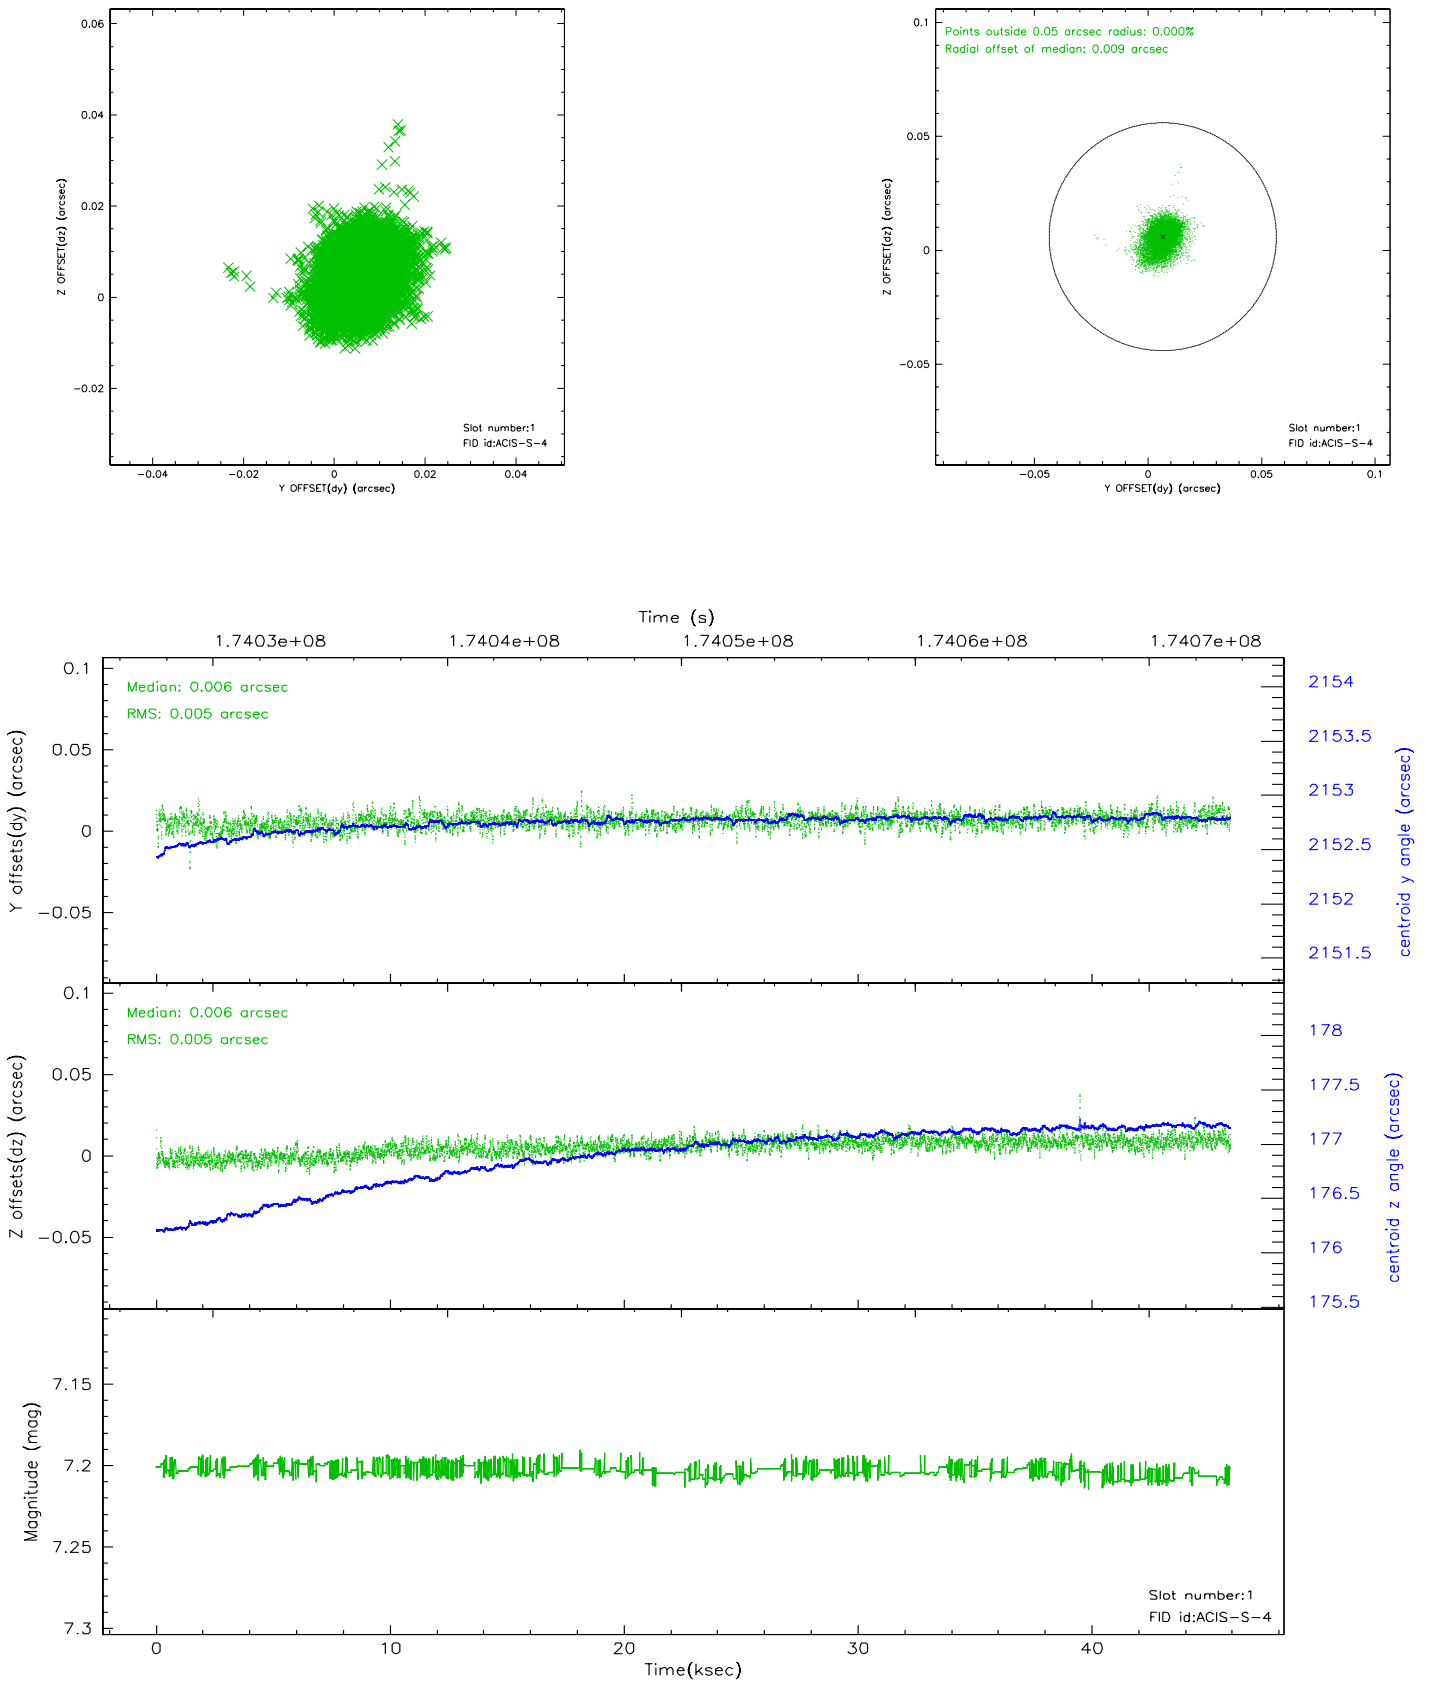 0.06
0.04
0.02
0
−0.02
Z OFFSET(dz) (arcsec)
Slot number:1
FID id:ACIS−S−4
−0.04
−0.02
0
0.02
0.04
Y OFFSET(dy) (arcsec)
0.1
0.05
0
−0.05
Z OFFSET(dz) (arcsec)
Points outside 0.05 arcsec radius: 0.000%
Radial offset of median: 0.009 arcsec
Slot number:1
FID id:ACIS−S−4
−0.05
0
0.05
0.1
Y OFFSET(dy) (arcsec)
Time (s)
1.7403e+08
1.7404e+08
1.7405e+08
1.7406e+08
1.7407e+08
0.1
0.05
0
−0.05
Y offsets(dy) (arcsec)
Median: 0.006 arcsec
RMS: 0.005 arcsec
2154
2153.5
2153
2152.5
2152
2151.5
centroid y angle (arcsec)
0.1
0.05
0
−0.05
Z offsets(dz) (arcsec)
Median: 0.006 arcsec
RMS: 0.005 arcsec
178
177.5
177
176.5
176
175.5
centroid z angle (arcsec)
7.15
7.2
7.25
7.3
Magnitude (mag)
Slot number:1
FID id:ACIS−S−4
0
10
20
30
40
Time(ksec)